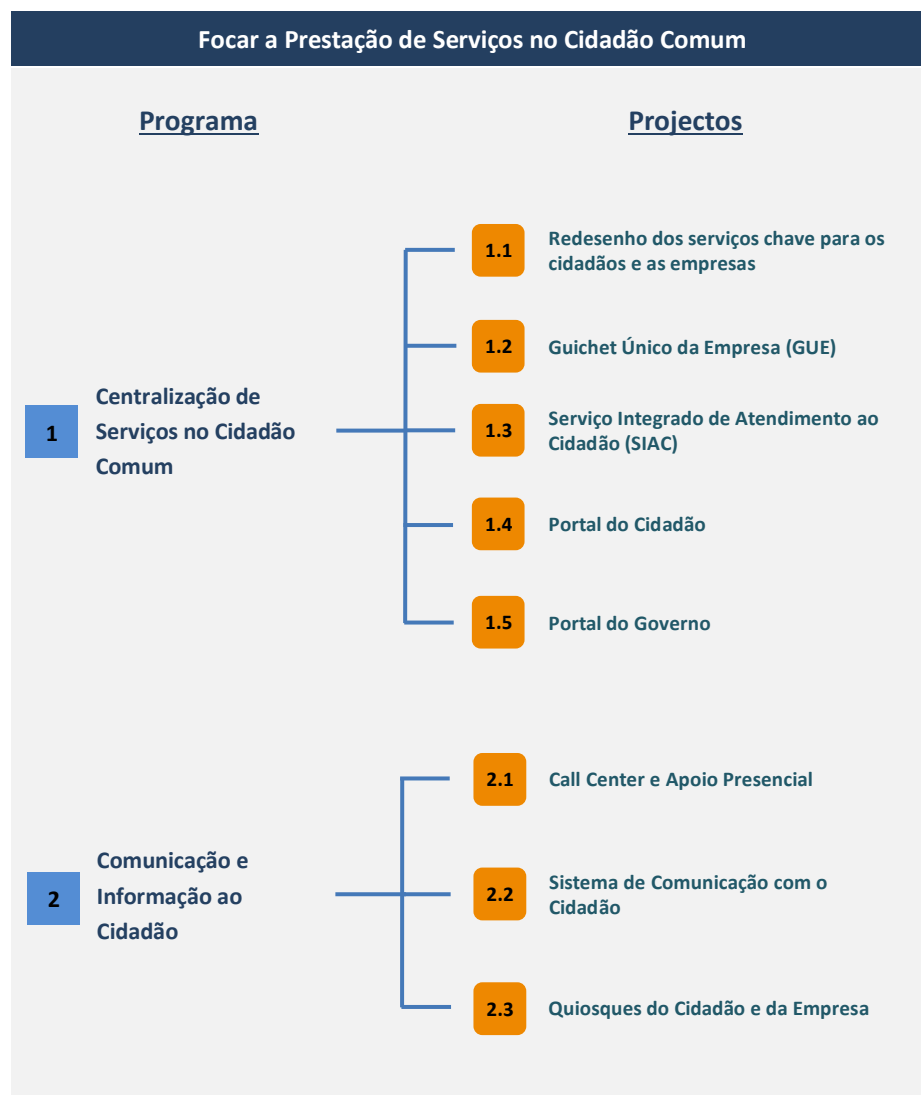 Focar a Prestação de Serviços no Cidadão Comum
Programa
Projectos
1
Centralização de
Serviços no Cidadão
Comum
1.1
Redesenho dos serviços chave para os
cidadãos e as empresas
1.2
Guichet Único da Empresa (GUE)
1.3
Serviço Integrado de Atendimento ao
Cidadão (SIAC)
1.4
Portal do Cidadão
1.5
Portal do Governo
2
Comunicação e
Informação ao
Cidadão
2.1
Call Center e Apoio Presencial
2.2
Sistema de Comunicação com o
Cidadão
2.3
Quiosques do Cidadão e da Empresa